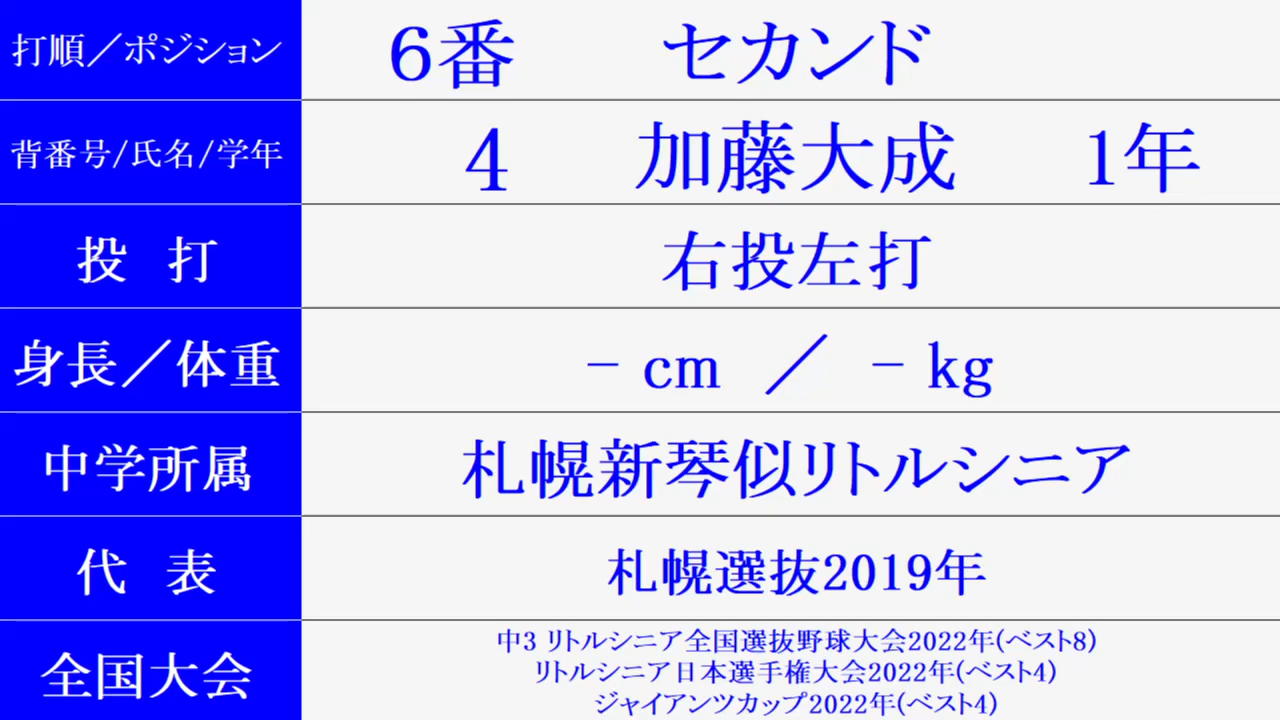 打順／ポジション 6番 セカンド
背番号/氏名/学年 4 加藤大成 1年
投 打 右投左打
身長／体重 − cm ／ − kg
中学所属 札幌新琴似リトルシニア
代 表 札幌選抜2019年
全国大会
中3 リトルシニア全国選抜野球大会2022年(ベスト8)
リトルシニア日本選手権大会2022年(ベスト4)
ジャイアンツカップ2022年(ベスト4)